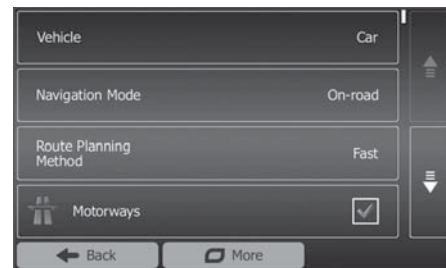 Vehicle Car
Navigation Mode On-road
Route Planning
Method Fast
Motorways
Back More